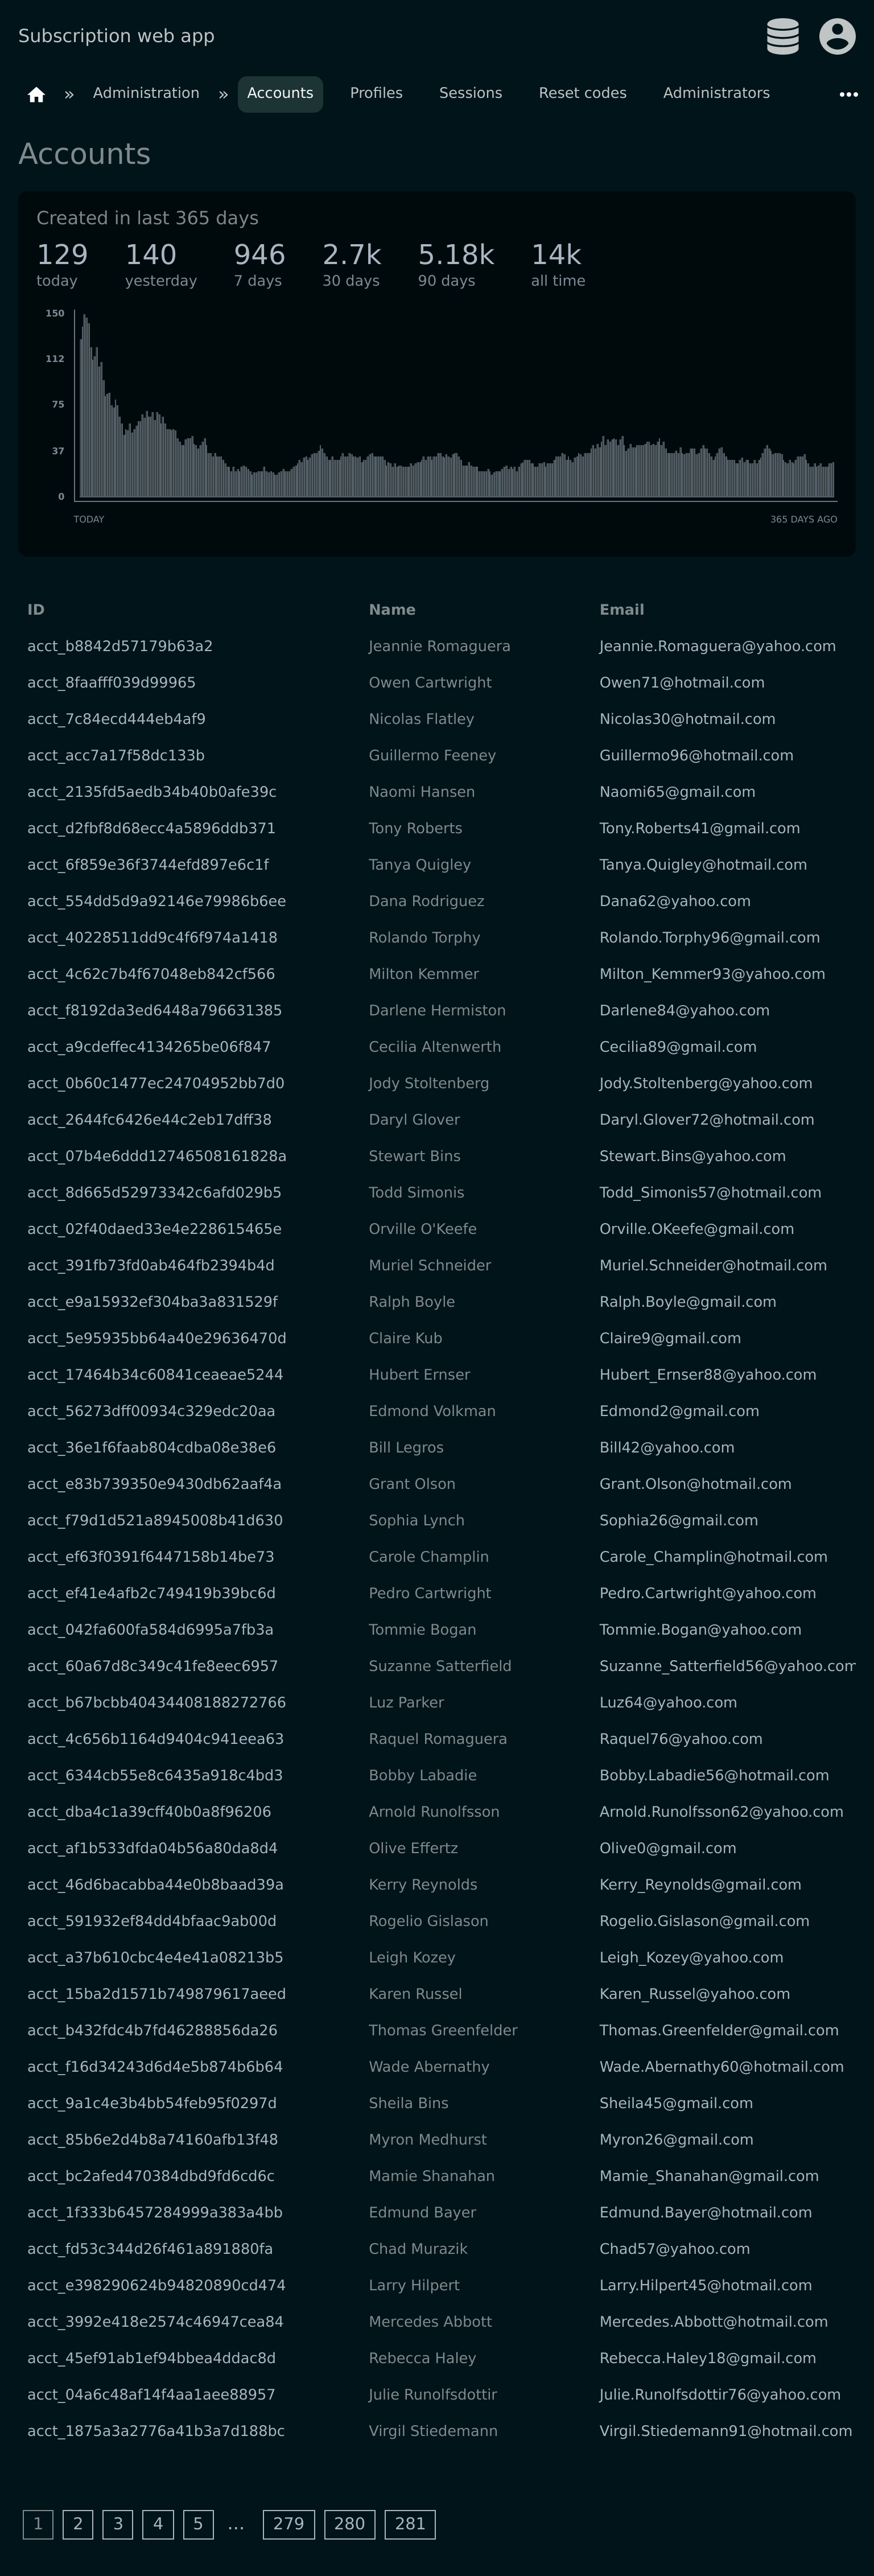 Subscription web app
» Administration » Accounts Profiles Sessions Reset codes Administrators •••
Accounts
Created in last 365 days
129 140 946 2.7k 5.18k 14k
today yesterday 7 days 30 days 90 days all time
150
112
75
37
0
TODAY 365 DAYS AGO
ID Name Email
acct_b8842d57179b63a2 Jeannie Romaguera Jeannie.Romaguera@yahoo.com
acct_8faafff039d99965 Owen Cartwright Owen71@hotmail.com
acct_7c84ecd444eb4af9 Nicolas Flatley Nicolas30@hotmail.com
acct_acc7a17f58dc133b Guillermo Feeney Guillermo96@hotmail.com
acct_2135fd5aedb34b40b0afe39c Naomi Hansen Naomi65@gmail.com
acct_d2fbf8d68ecc4a5896ddb371 Tony Roberts Tony.Roberts41@gmail.com
acct_6f859e36f3744efd897e6c1f Tanya Quigley Tanya.Quigley@hotmail.com
acct_554dd5d9a92146e79986b6ee Dana Rodriguez Dana62@yahoo.com
acct_40228511dd9c4f6f974a1418 Rolando Torphy Rolando.Torphy96@gmail.com
acct_4c62c7b4f67048eb842cf566 Milton Kemmer Milton_Kemmer93@yahoo.com
acct_f8192da3ed6448a796631385 Darlene Hermiston Darlene84@yahoo.com
acct_a9cdeffec4134265be06f847 Cecilia Altenwerth Cecilia89@gmail.com
acct_0b60c1477ec24704952bb7d0 Jody Stoltenberg Jody.Stoltenberg@yahoo.com
acct_2644fc6426e44c2eb17dff38 Daryl Glover Daryl.Glover72@hotmail.com
acct_07b4e6ddd12746508161828a Stewart Bins Stewart.Bins@yahoo.com
acct_8d665d52973342c6afd029b5 Todd Simonis Todd_Simonis57@hotmail.com
acct_02f40daed33e4e228615465e Orville O'Keefe Orville.OKeefe@gmail.com
acct_391fb73fd0ab464fb2394b4d Muriel Schneider Muriel.Schneider@hotmail.com
acct_e9a15932ef304ba3a831529f Ralph Boyle Ralph.Boyle@gmail.com
acct_5e95935bb64a40e29636470d Claire Kub Claire9@gmail.com
acct_17464b34c60841ceaeae5244 Hubert Ernser Hubert_Ernser88@yahoo.com
acct_56273dff00934c329edc20aa Edmond Volkman Edmond2@gmail.com
acct_36e1f6faab804cdba08e38e6 Bill Legros Bill42@yahoo.com
acct_e83b739350e9430db62aaf4a Grant Olson Grant.Olson@hotmail.com
acct_f79d1d521a8945008b41d630 Sophia Lynch Sophia26@gmail.com
acct_ef63f0391f6447158b14be73 Carole Champlin Carole_Champlin@hotmail.com
acct_ef41e4afb2c749419b39bc6d Pedro Cartwright Pedro.Cartwright@yahoo.com
acct_042fa600fa584d6995a7fb3a Tommie Bogan Tommie.Bogan@yahoo.com
acct_60a67d8c349c41fe8eec6957 Suzanne Satterfield Suzanne_Satterfield56@yahoo.com
acct_b67bcbb40434408188272766 Luz Parker Luz64@yahoo.com
acct_4c656b1164d9404c941eea63 Raquel Romaguera Raquel76@yahoo.com
acct_6344cb55e8c6435a918c4bd3 Bobby Labadie Bobby.Labadie56@hotmail.com
acct_dba4c1a39cff40b0a8f96206 Arnold Runolfsson Arnold.Runolfsson62@yahoo.com
acct_af1b533dfda04b56a80da8d4 Olive Effertz Olive0@gmail.com
acct_46d6bacabba44e0b8baad39a Kerry Reynolds Kerry_Reynolds@gmail.com
acct_591932ef84dd4bfaac9ab00d Rogelio Gislason Rogelio.Gislason@gmail.com
acct_a37b610cbc4e4e41a08213b5 Leigh Kozey Leigh_Kozey@yahoo.com
acct_15ba2d1571b749879617aeed Karen Russel Karen_Russel@yahoo.com
acct_b432fdc4b7fd46288856da26 Thomas Greenfelder Thomas.Greenfelder@gmail.com
acct_f16d34243d6d4e5b874b6b64 Wade Abernathy Wade.Abernathy60@hotmail.com
acct_9a1c4e3b4bb54feb95f0297d Sheila Bins Sheila45@gmail.com
acct_85b6e2d4b8a74160afb13f48 Myron Medhurst Myron26@gmail.com
acct_bc2afed470384dbd9fd6cd6c Mamie Shanahan Mamie_Shanahan@gmail.com
acct_1f333b6457284999a383a4bb Edmund Bayer Edmund.Bayer@hotmail.com
acct_fd53c344d26f461a891880fa Chad Murazik Chad57@yahoo.com
acct_e398290624b94820890cd474 Larry Hilpert Larry.Hilpert45@hotmail.com
acct_3992e418e2574c46947cea84 Mercedes Abbott Mercedes.Abbott@hotmail.com
acct_45ef91ab1ef94bbea4ddac8d Rebecca Haley Rebecca.Haley18@gmail.com
acct_04a6c48af14f4aa1aee88957 Julie Runolfsdottir Julie.Runolfsdottir76@yahoo.com
acct_1875a3a2776a41b3a7d188bc Virgil Stiedemann Virgil.Stiedemann91@hotmail.com
1 2 3 4 5 … 279 280 281